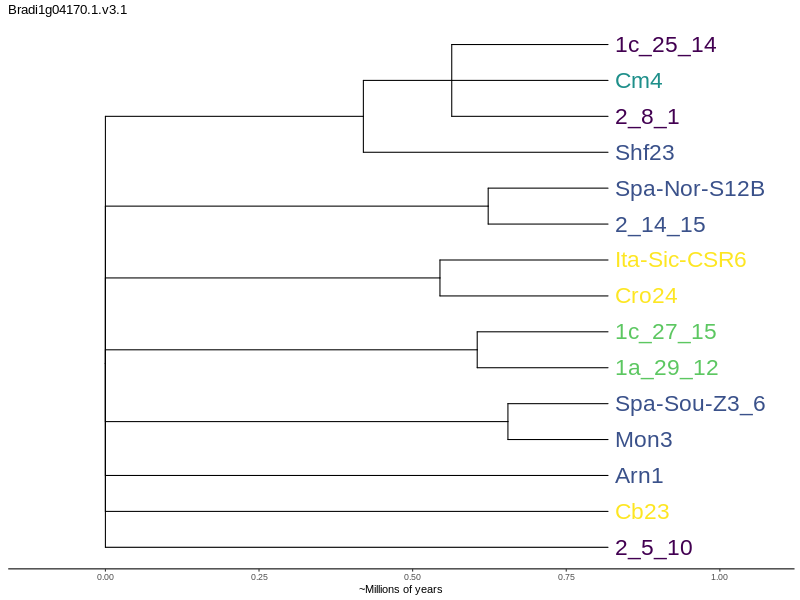 Bradi1g04170.1.v3.1
1c_25_14
Cm4
2_8_1
Shf23
Spa-Nor-S12B
2_14_15
Ita-Sic-CSR6
Cro24
1c_27_15
1a_29_12
Spa-Sou-Z3_6
Mon3
Arn1
Cb23
2_5_10
0.00 0.25 0.50 0.75 1.00
~Millions of years